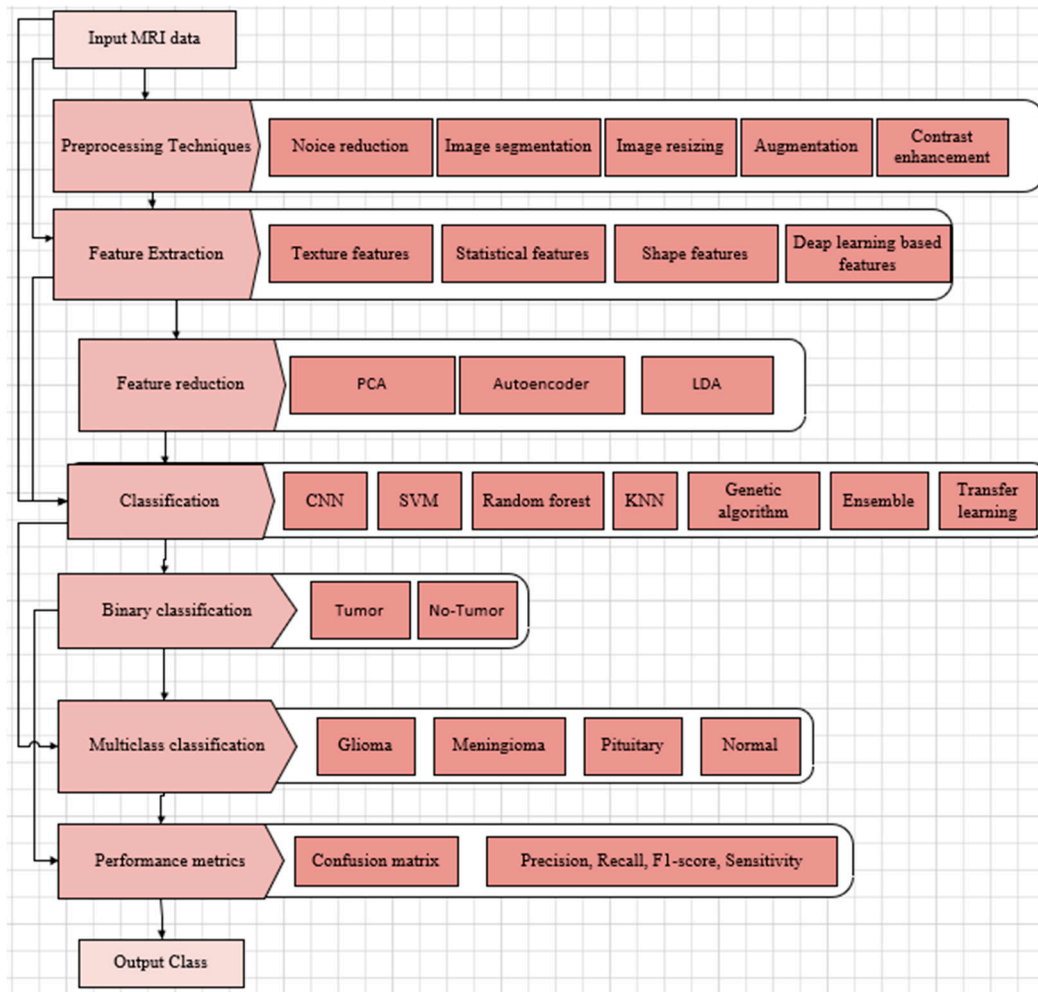 Input MRI data
Preprocessing Techniques
Noice reduction
Image segmentation
Image resizing
Augmentation
Contrast
enhancement
Feature Extraction
Texture features
Statistical features
Shape features
Deap learning based
features
Feature reduction
PCA
Autoencoder
LDA
Classification
CNN
SVM
Random forest
KNN
Genetic
algorithm
Ensemble
Transfer
learning
Binary classification
Tumor
No-Tumor
Multiclass classification
Glioma
Meningioma
Pituitary
Normal
Performance metrics
Confusion matrix
Precision, Recall, F1-score, Sensitivity
Output Class